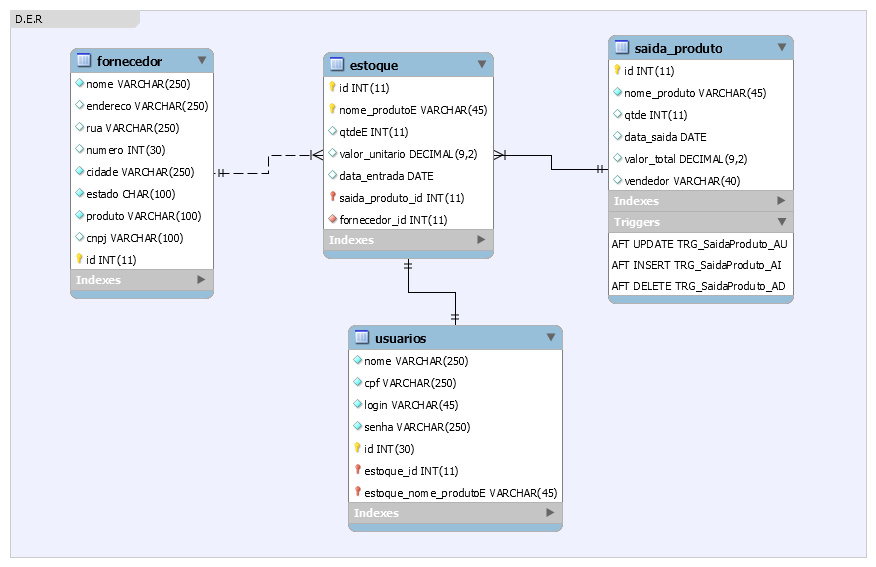 D.E.R
fornecedor
nome VARCHAR(250)
endereco VARCHAR(250)
rua VARCHAR(250)
numero INT(30)
cidade VARCHAR(250)
estado CHAR(100)
produto VARCHAR(100)
cnpj VARCHAR(100)
id INT(11)
Indexes
estoque
id INT(11)
nome_produtoE VARCHAR(45)
qtdeE INT(11)
valor_unitario DECIMAL(9,2)
data_entrada DATE
saida_produto_id INT(11)
fornecedor_id INT(11)
Indexes
saida_produto
id INT(11)
nome_produto VARCHAR(45)
qtde INT(11)
data_saida DATE
valor_total DECIMAL(9,2)
vendedor VARCHAR(40)
Indexes
Triggers
AFT UPDATE TRG_SaidaProduto_AU
AFT INSERT TRG_SaidaProduto_AI
AFT DELETE TRG_SaidaProduto_AD
usuarios
nome VARCHAR(250)
cpf VARCHAR(250)
login VARCHAR(45)
senha VARCHAR(250)
id INT(30)
estoque_id INT(11)
estoque_nome_produtoE VARCHAR(45)
Indexes